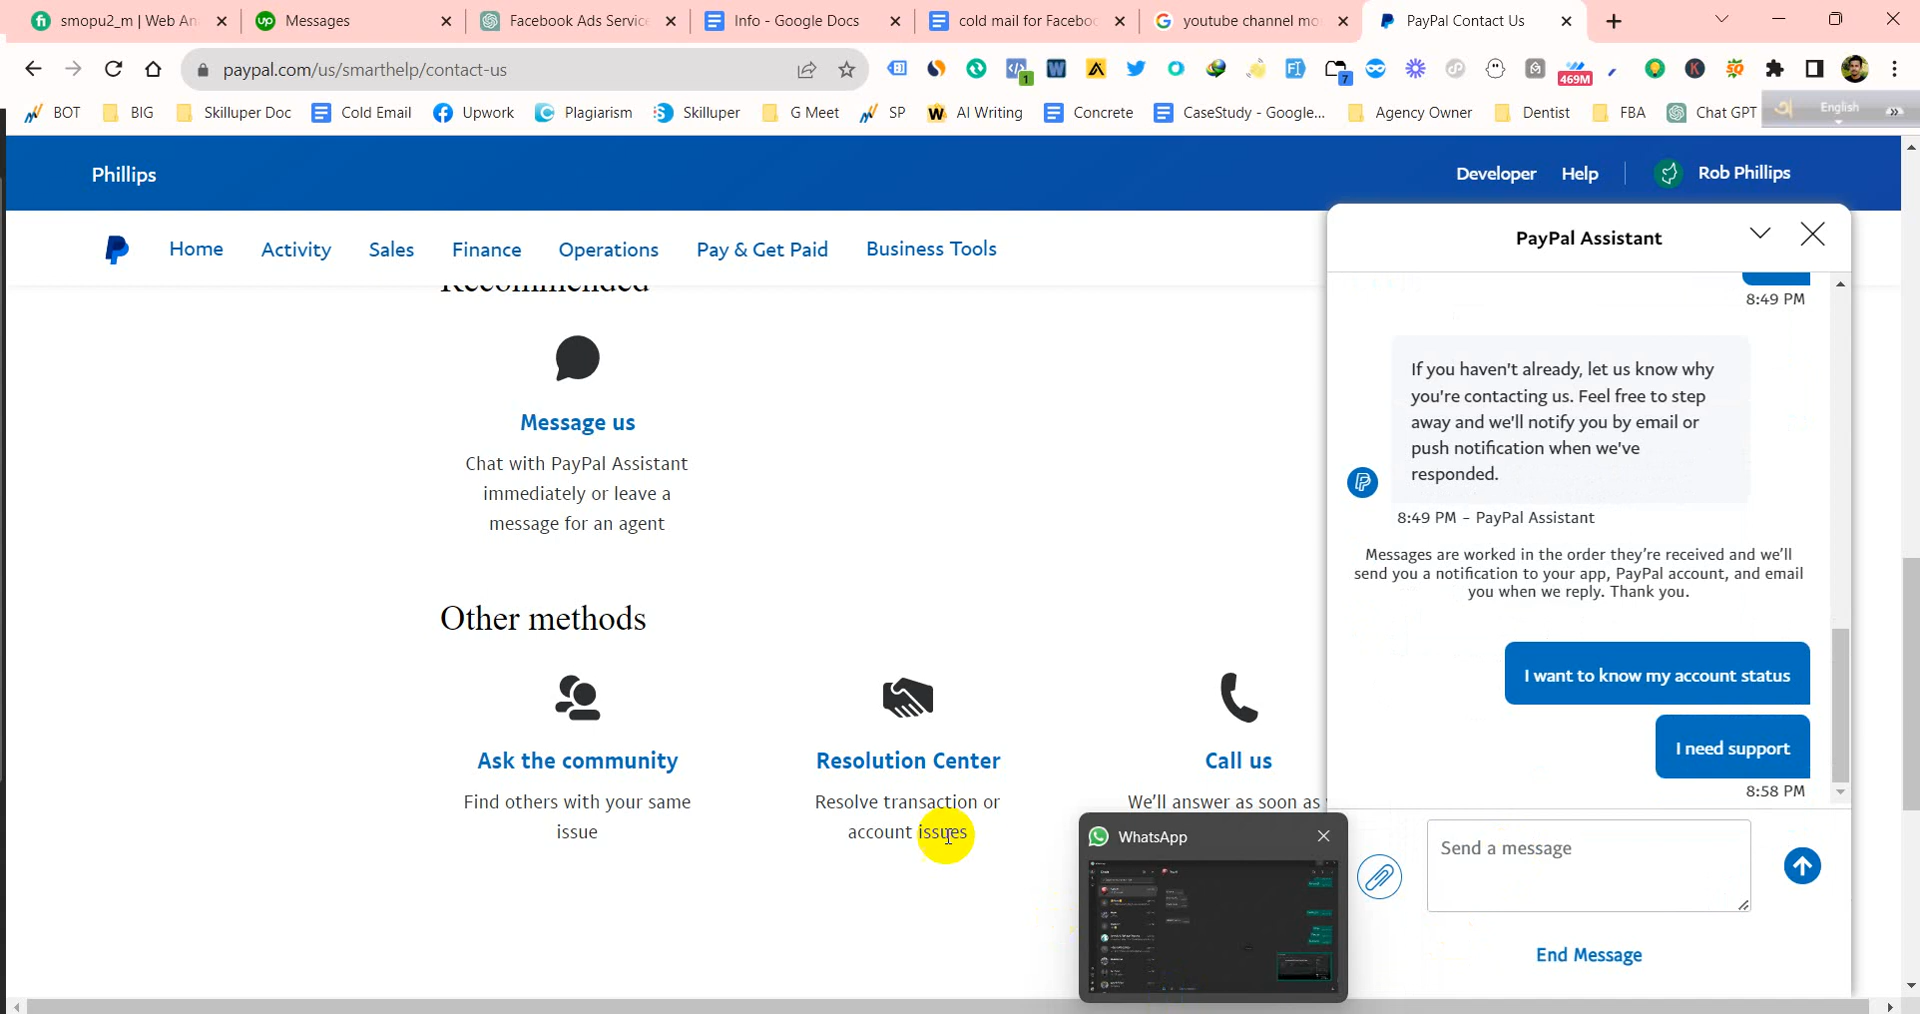 smopu2_m | Web An
Messages
Facebook Ads Service
Info - Google Docs
cold mail for Faceboo
youtube channel mo
PayPal Contact Us
paypal.com/us/smarthelp/contact-us
1
7
469M
BOT
BIG
Skilluper Doc
Cold Email
Upwork
Plagiarism
Skilluper
G Meet
SP
AI Writing
Concrete
CaseStudy - Google...
Agency Owner
Dentist
FBA
Chat GPT
English
Phillips
Developer
Help
Rob Phillips
Home
Activity
Sales
Finance
Operations
Pay & Get Paid
Business Tools
Recommended
Message us
Chat with PayPal Assistant
immediately or leave a
message for an agent
Other methods
Ask the community
Find others with your same
issue
Resolution Center
Resolve transaction or
account issues
Call us
We'll answer as soon as
WhatsApp
PayPal Assistant
8:49 PM
If you haven't already, let us know why
you're contacting us. Feel free to step
away and we'll notify you by email or
push notification when we've
responded.
8:49 PM - PayPal Assistant
Messages are worked in the order they're received and we'll
send you a notification to your app, PayPal account, and email
you when we reply. Thank you.
I want to know my account status
I need support
8:58 PM
Send a message
End Message